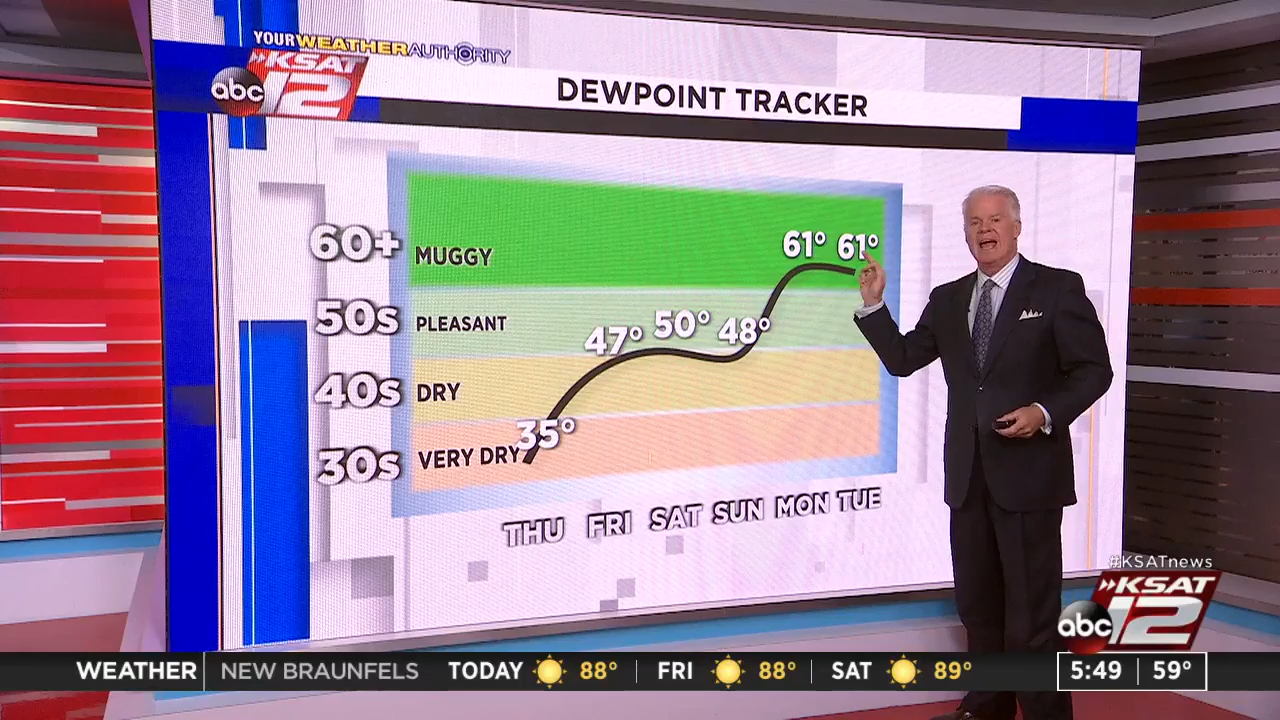 YOUR WEATHER AUTHORITY
KSAT
abc 12
DEWPOINT TRACKER
60+ MUGGY
61° 61°
50s PLEASANT
47° 50° 48°
40s DRY
35°
30s VERY DRY
THU FRI SAT SUN MON TUE
#KSATnews
KSAT
abc 12
WEATHER NEW BRAUNFELS TODAY 88° FRI 88° SAT 89° 5:49 59°